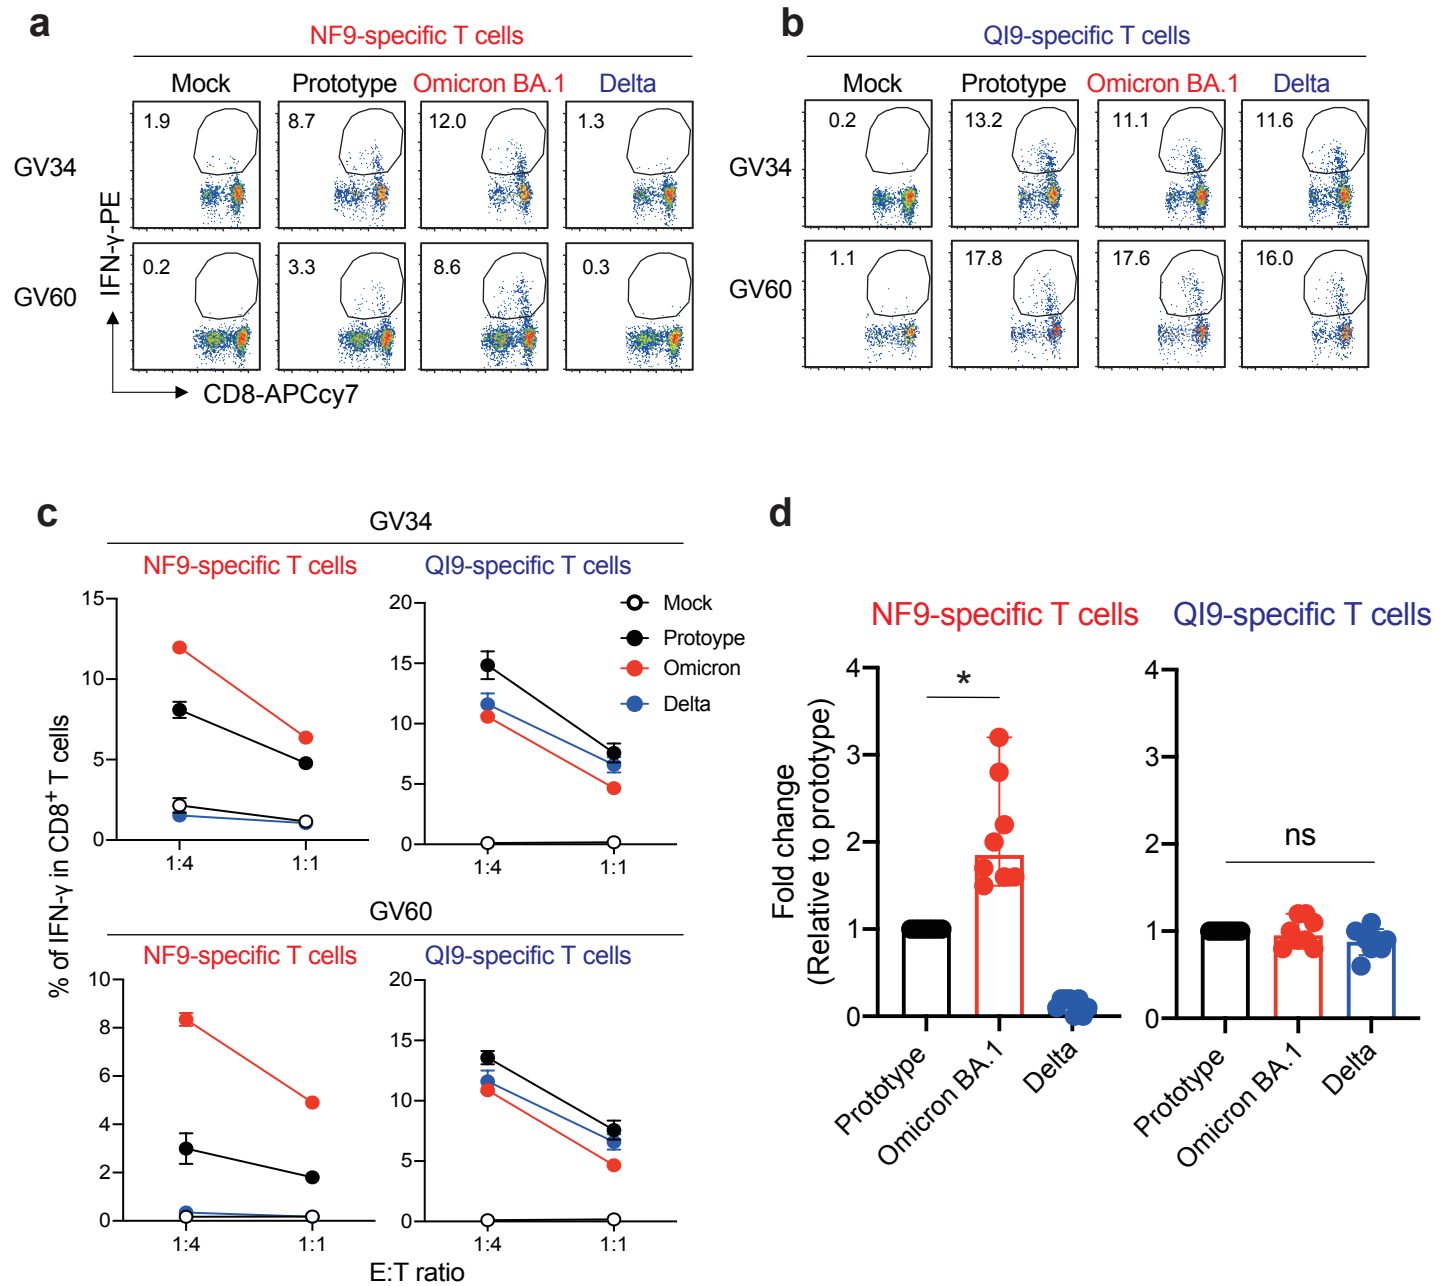 a
NF9-specific T cells
Mock Prototype Omicron BA.1 Delta
GV34
1.9 8.7 12.0 1.3
GV60
0.2 3.3 8.6 0.3
IFN-γ-PE
CD8-APCcy7
b
QI9-specific T cells
Mock Prototype Omicron BA.1 Delta
GV34
0.2 13.2 11.1 11.6
GV60
1.1 17.8 17.6 16.0
c
GV34
NF9-specific T cells QI9-specific T cells
% of IFN-γ in CD8+ T cells
15
10
5
0
1:4 1:1
20
15
10
5
0
1:4 1:1
Mock
Protoype
Omicron
Delta
GV60
NF9-specific T cells QI9-specific T cells
10
8
6
4
2
0
1:4 1:1
20
15
10
5
0
1:4 1:1
E:T ratio
d
NF9-specific T cells QI9-specific T cells
Fold change
(Relative to prototype)
4
3
2
1
0
*
Prototype
Omicron BA.1
Delta
4
3
2
1
0
ns
Prototype
Omicron BA.1
Delta